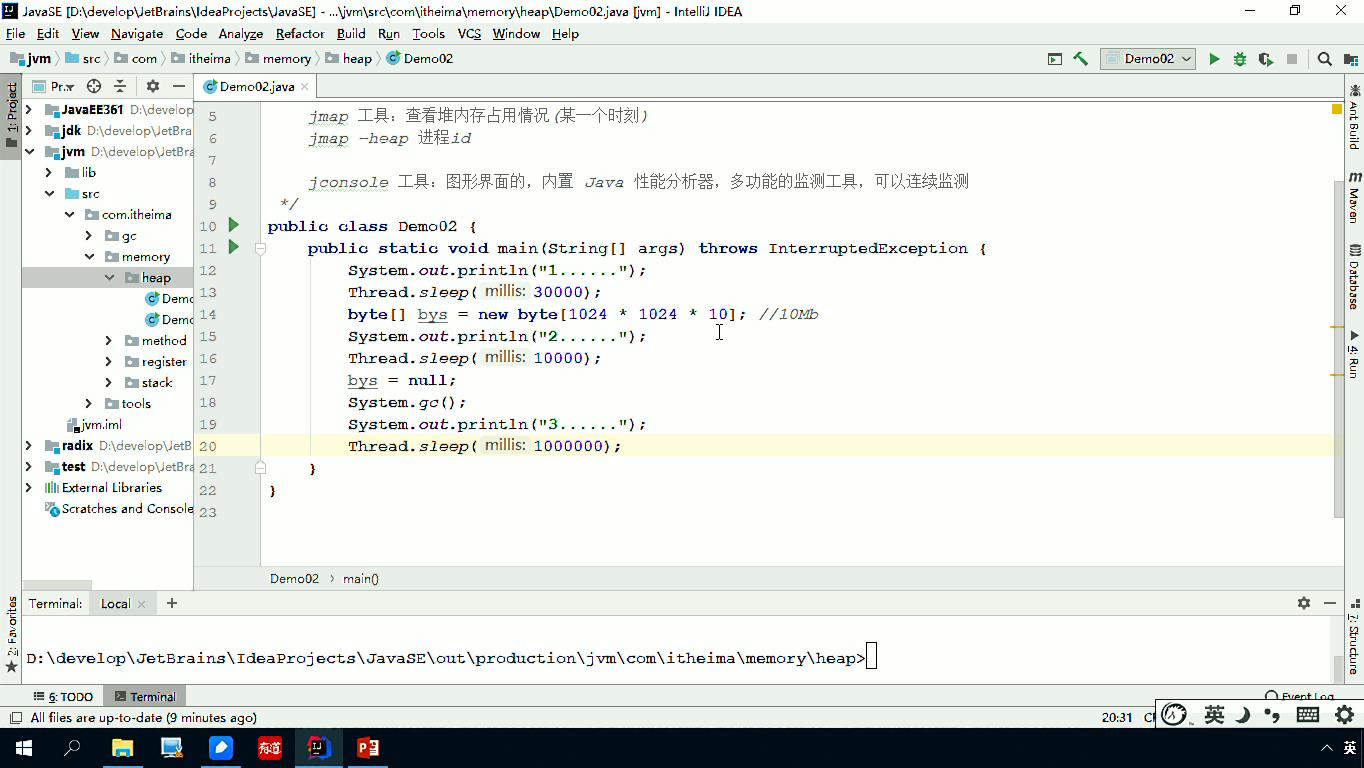 JavaSE [D:\develop\JetBrains\IdeaProjects\JavaSE] - ...\jvm\src\com\itheima\memory\heap\Demo02.java [jvm] - IntelliJ IDEA
File Edit View Navigate Code Analyze Refactor Build Run Tools VCS Window Help
jvm src com itheima memory heap Demo02
Demo02
1: Project
Pr...
Demo02.java
JavaEE361 D:\develop
jdk D:\develop\JetBra
jvm D:\develop\JetBra
lib
src
com.itheima
gc
memory
heap
Demo
Demo
method
register
stack
tools
jvm.iml
radix D:\develop\JetB
test D:\develop\JetBra
External Libraries
Scratches and Console
5 jmap 工具：查看堆内存占用情况(某一个时刻)
6 jmap -heap 进程id
7
8 jconsole 工具：图形界面的，内置 Java 性能分析器，多功能的监测工具，可以连续监测
9 */
10 public class Demo02 {
11 public static void main(String[] args) throws InterruptedException {
12 System.out.println("1......");
13 Thread.sleep( millis: 30000);
14 byte[] bys = new byte[1024 * 1024 * 10]; //10Mb
15 System.out.println("2......");
16 Thread.sleep( millis: 10000);
17 bys = null;
18 System.gc();
19 System.out.println("3......");
20 Thread.sleep( millis: 1000000);
21 }
22 }
23
Demo02 › main()
Ant Build
Maven
Database
4: Run
7: Structure
2: Favorites
Terminal: Local
D:\develop\JetBrains\IdeaProjects\JavaSE\out\production\jvm\com\itheima\memory\heap>
6: TODO Terminal
Event Log
All files are up-to-date (9 minutes ago)
20:31
英
有道
英